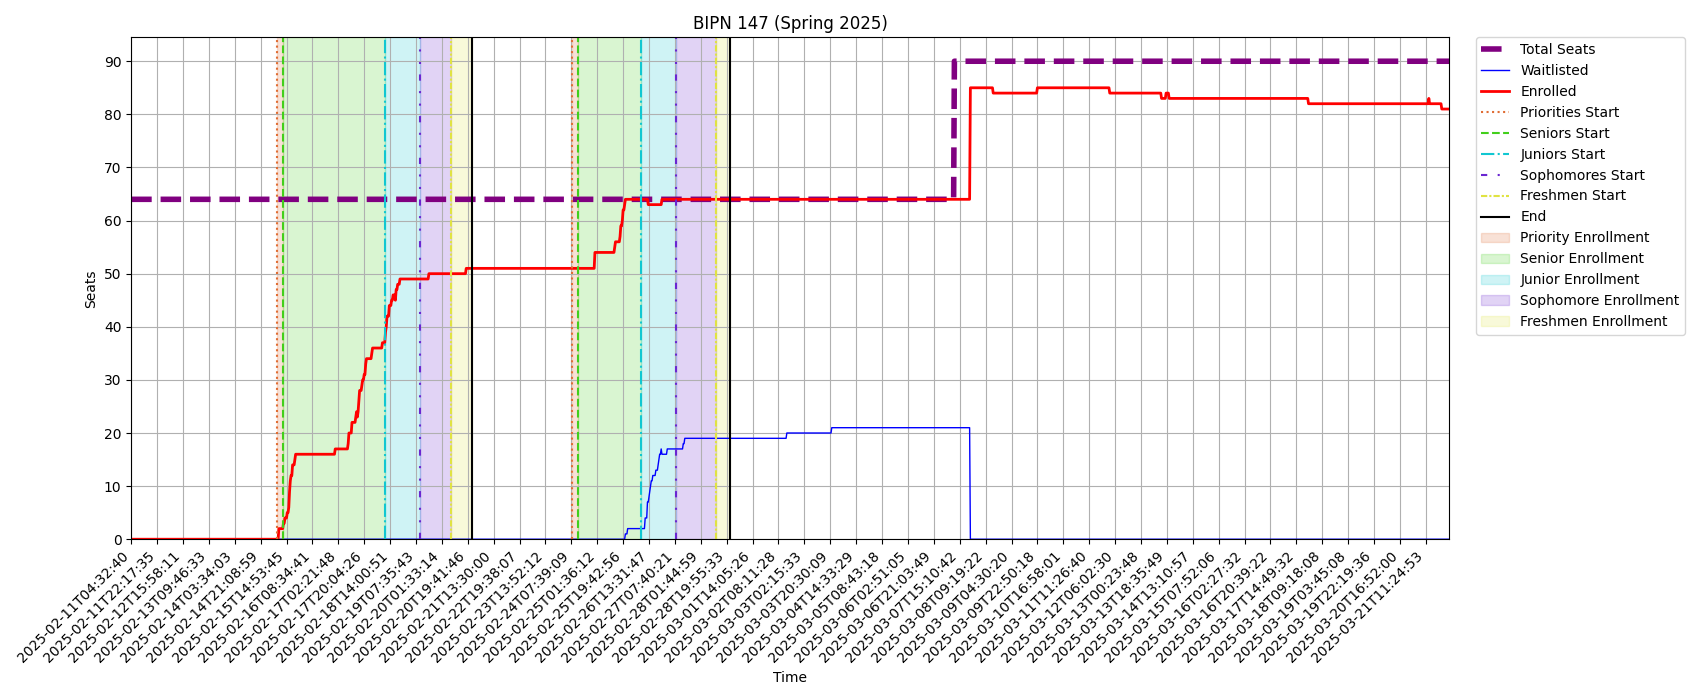 BIPN 147 (Spring 2025)
Total Seats
Waitlisted
Enrolled
Priorities Start
Seniors Start
Juniors Start
Sophomores Start
Freshmen Start
End
Priority Enrollment
Senior Enrollment
Junior Enrollment
Sophomore Enrollment
Freshmen Enrollment
Seats
90
80
70
60
50
40
30
20
10
0
2025-02-11T04:32:40
2025-02-11T22:17:35
2025-02-12T15:58:11
2025-02-13T09:46:33
2025-02-14T03:34:03
2025-02-14T21:08:59
2025-02-15T14:53:45
2025-02-16T08:34:41
2025-02-17T02:21:48
2025-02-17T20:04:26
2025-02-18T14:00:51
2025-02-19T07:35:43
2025-02-20T01:33:14
2025-02-20T19:41:46
2025-02-21T13:30:00
2025-02-22T19:38:07
2025-02-23T13:52:12
2025-02-24T07:39:09
2025-02-25T01:36:12
2025-02-25T19:42:56
2025-02-26T13:31:47
2025-02-27T07:40:21
2025-02-28T01:44:59
2025-02-28T19:55:33
2025-03-01T14:05:26
2025-03-02T08:11:28
2025-03-03T02:15:33
2025-03-03T20:30:09
2025-03-04T14:33:29
2025-03-05T08:43:18
2025-03-06T02:51:05
2025-03-06T21:03:49
2025-03-07T15:10:42
2025-03-08T09:19:22
2025-03-09T04:30:20
2025-03-09T22:50:18
2025-03-10T16:58:01
2025-03-11T11:26:40
2025-03-12T06:02:30
2025-03-13T00:23:48
2025-03-13T18:35:49
2025-03-14T13:10:57
2025-03-15T07:52:06
2025-03-16T02:27:32
2025-03-16T20:39:22
2025-03-17T14:49:32
2025-03-18T09:18:08
2025-03-19T03:45:08
2025-03-19T22:19:36
2025-03-20T16:52:00
2025-03-21T11:24:53
Time